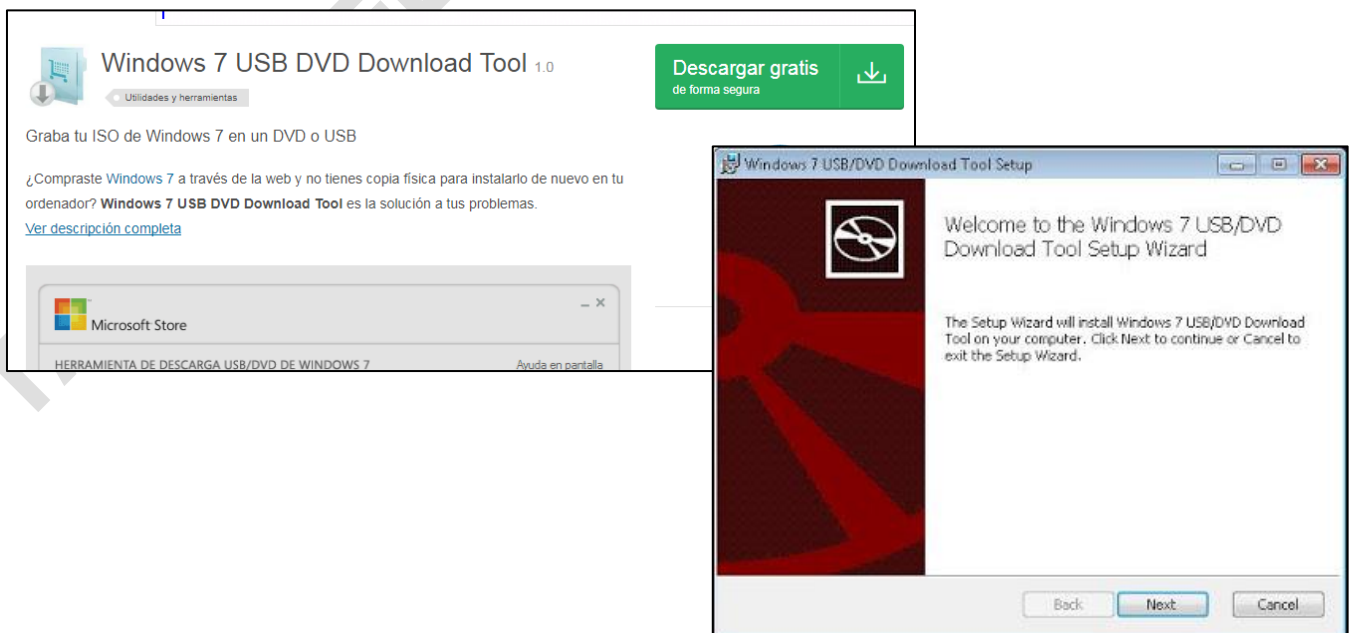 Windows 7 USB DVD Download Tool 1.0
Utilidades y herramientas
Descargar gratis
de forma segura
Graba tu ISO de Windows 7 en un DVD o USB
¿Compraste Windows 7 a través de la web y no tienes copia física para instalarlo de nuevo en tu
ordenador? Windows 7 USB DVD Download Tool es la solución a tus problemas.
Ver descripción completa
Microsoft Store
HERRAMIENTA DE DESCARGA USB/DVD DE WINDOWS 7
Ayuda en pantalla
Windows 7 USB/DVD Download Tool Setup
Welcome to the Windows 7 USB/DVD
Download Tool Setup Wizard
The Setup Wizard will install Windows 7 USB/DVD Download
Tool on your computer. Click Next to continue or Cancel to
exit the Setup Wizard.
Back
Next
Cancel